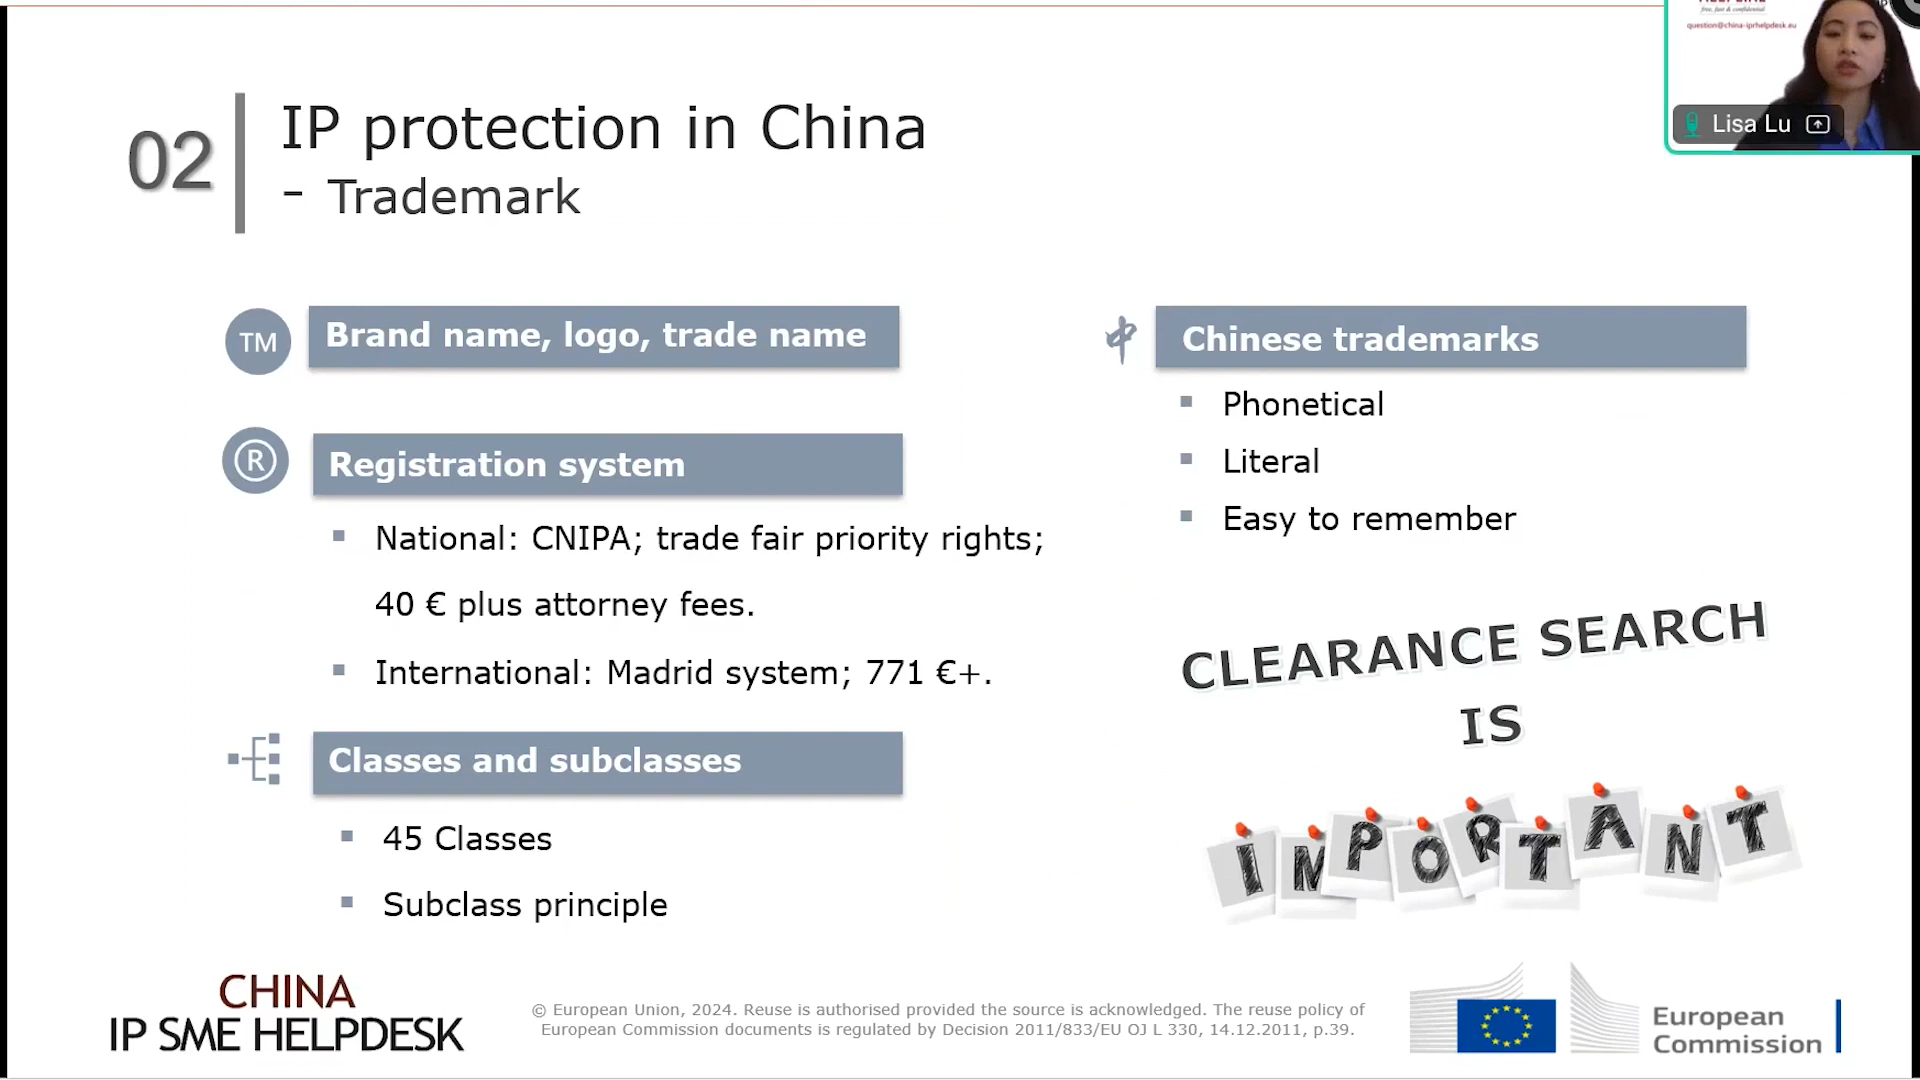 free, fast & confidential
question@china-iprhelpdesk.eu
Lisa Lu
02
IP protection in China
- Trademark
TM
Brand name, logo, trade name
®
Registration system
National: CNIPA; trade fair priority rights;
40 € plus attorney fees.
International: Madrid system; 771 €+.
Classes and subclasses
45 Classes
Subclass principle
中
Chinese trademarks
Phonetical
Literal
Easy to remember
CLEARANCE SEARCH
IS
IMPORTANT
CHINA
IP SME HELPDESK
© European Union, 2024. Reuse is authorised provided the source is acknowledged. The reuse policy of
European Commission documents is regulated by Decision 2011/833/EU OJ L 330, 14.12.2011, p.39.
European
Commission